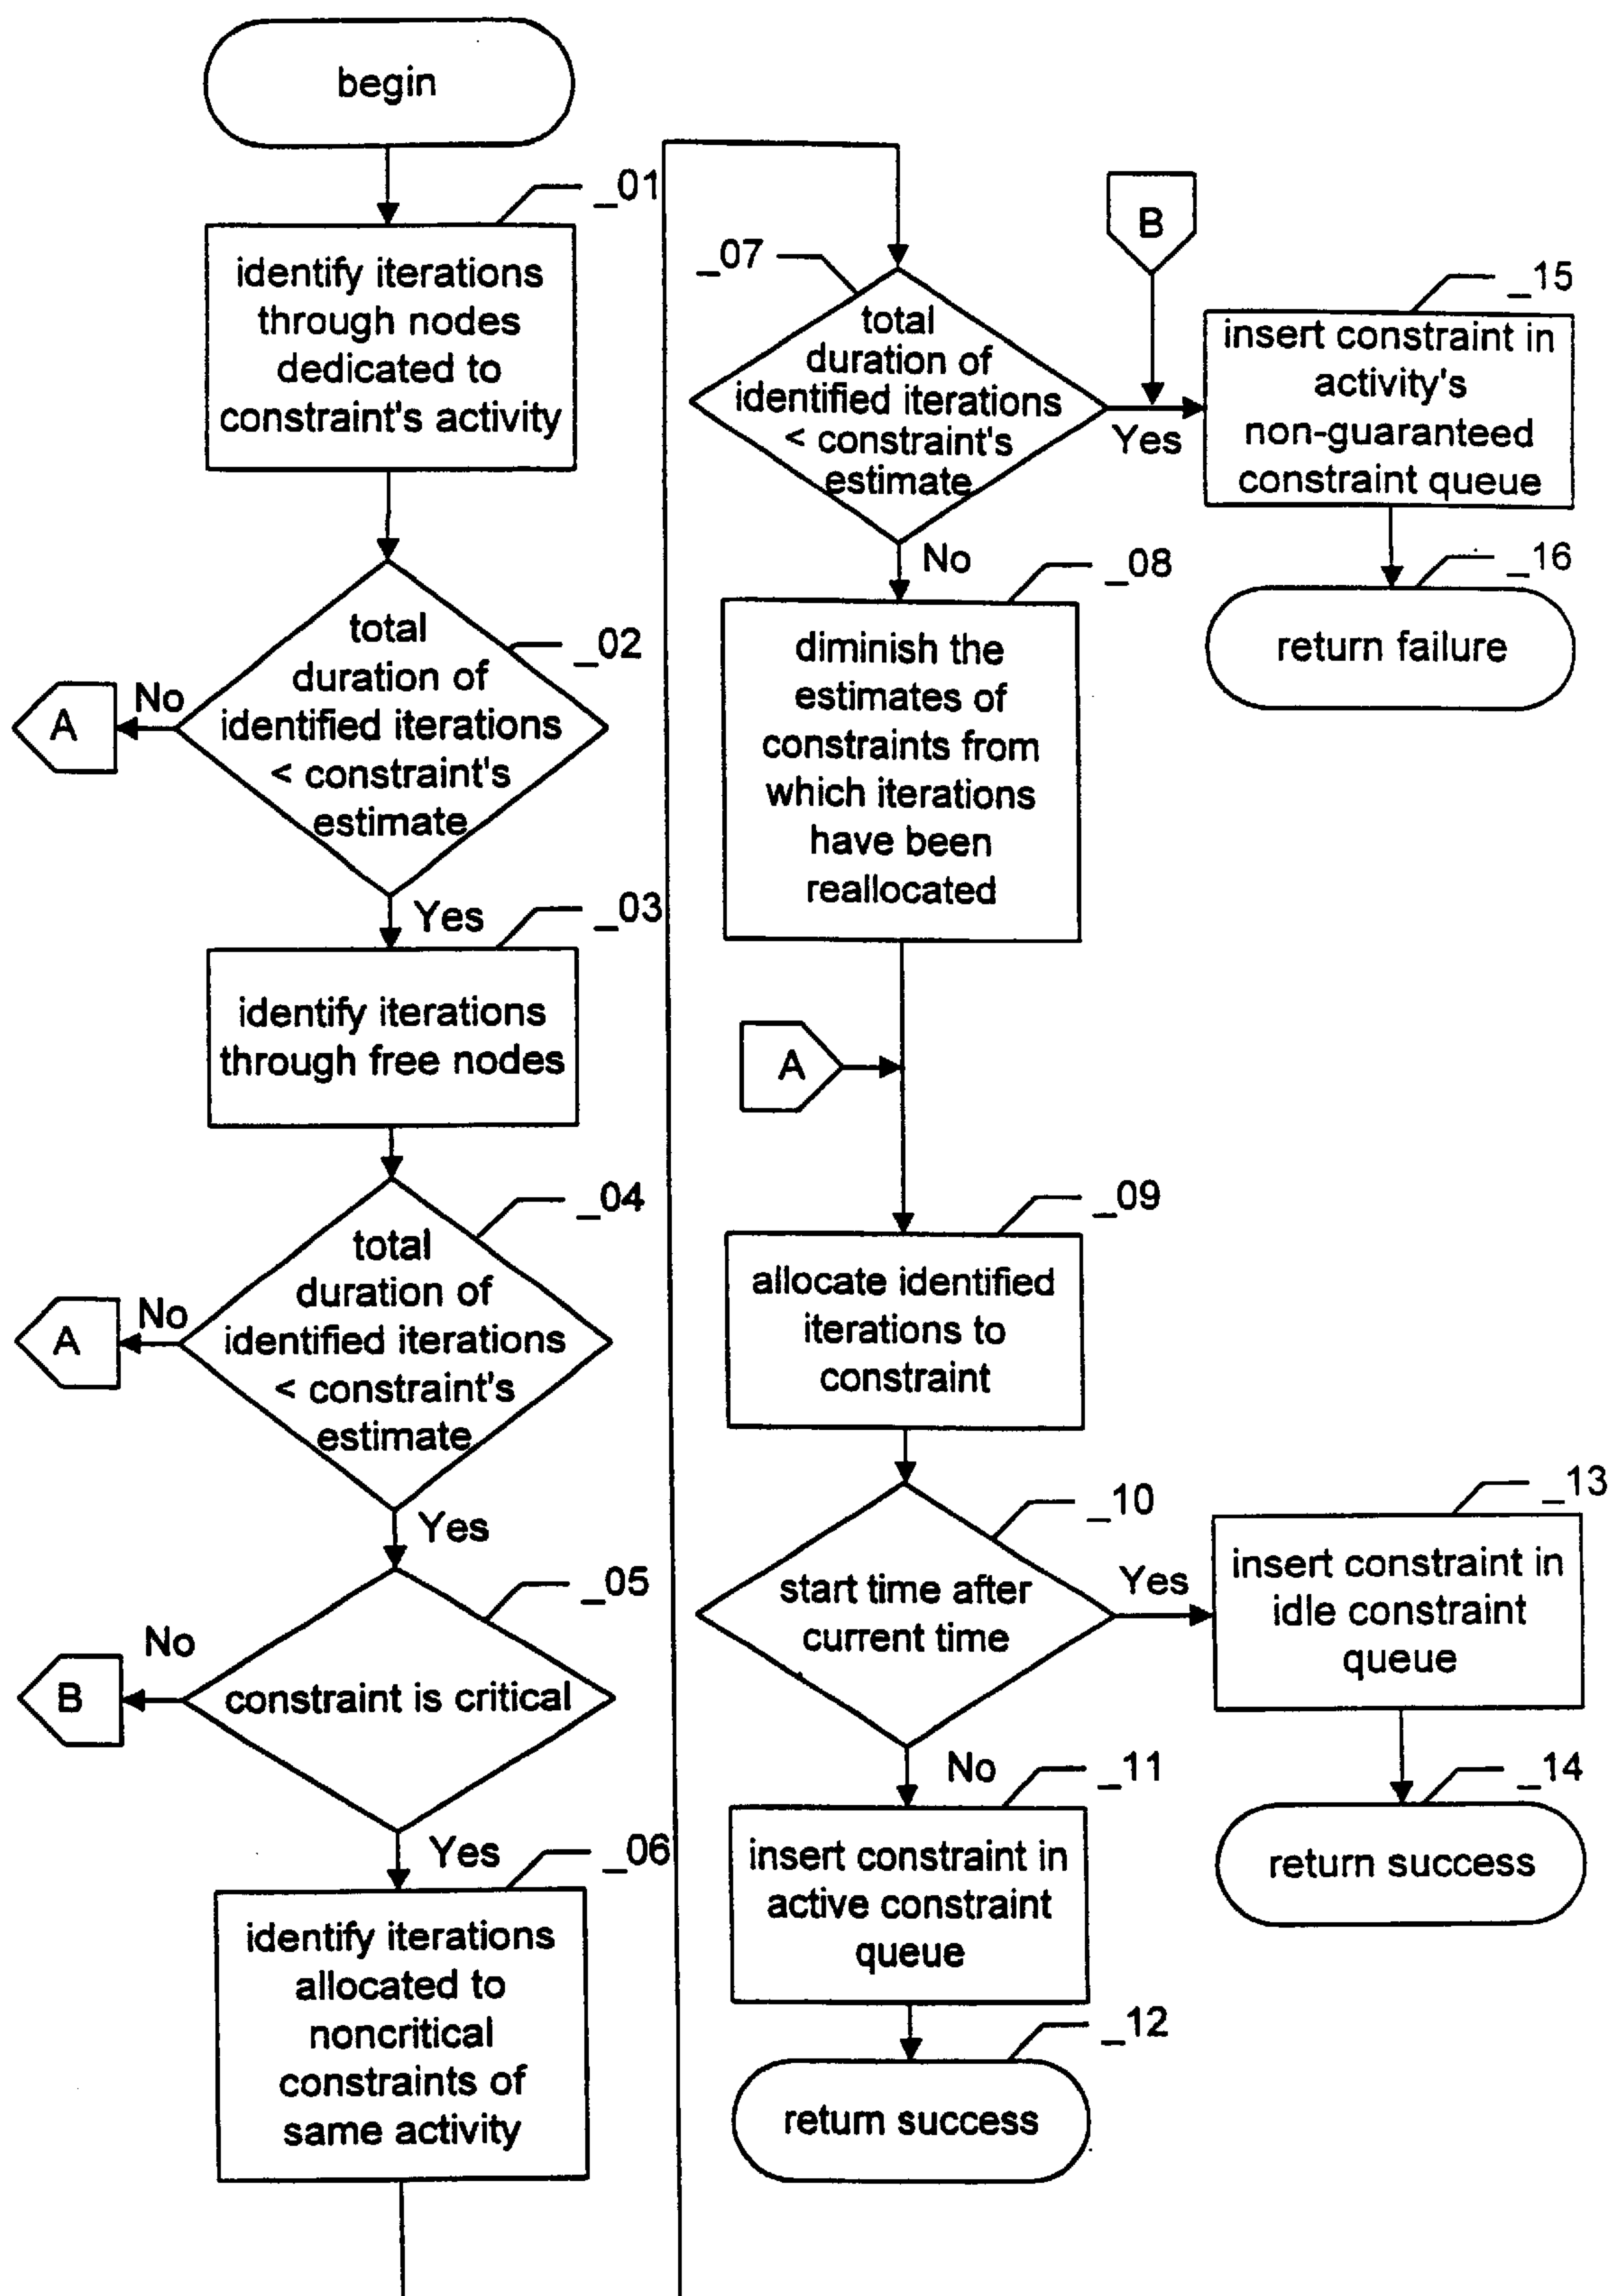 begin
_01
identify iterations
through nodes
dedicated to
constraint's activity
_02
total
duration of
identified iterations
< constraint's
estimate
No
A
Yes
_03
identify iterations
through free nodes
_04
total
duration of
identified iterations
< constraint's
estimate
No
A
Yes
_05
constraint is critical
No
B
Yes
_06
identify iterations
allocated to
noncritical
constraints of
same activity
_07
total
duration of
identified iterations
< constraint's
estimate
B
Yes
_15
insert constraint in
activity's
non-guaranteed
constraint queue
_16
return failure
No
_08
diminish the
estimates of
constraints from
which iterations
have been
reallocated
A
_09
allocate identified
iterations to
constraint
_10
start time after
current time
Yes
_13
insert constraint in
idle constraint
queue
_14
return success
No
_11
insert constraint in
active constraint
queue
_12
return success